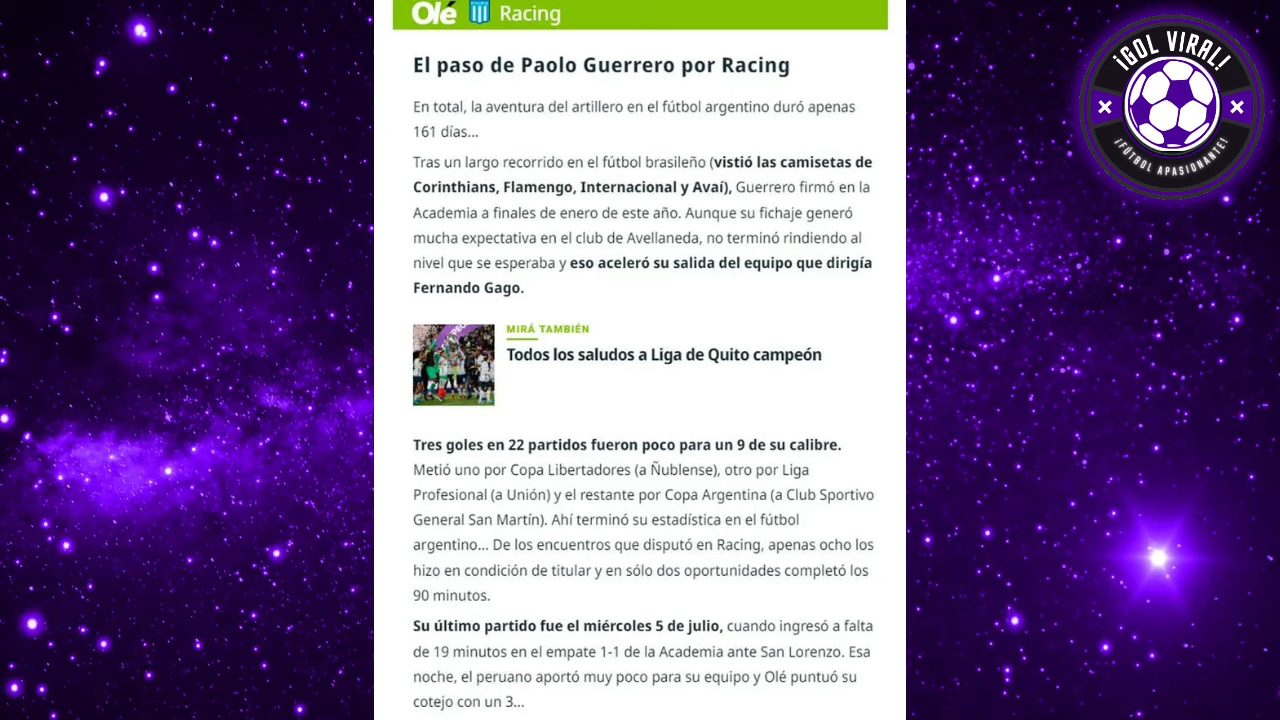 Olé Racing
¡GOL VIRAL!
¡FÚTBOL APASIONANTE!
El paso de Paolo Guerrero por Racing
En total, la aventura del artillero en el fútbol argentino duró apenas
161 días...
Tras un largo recorrido en el fútbol brasileño (vistió las camisetas de
Corinthians, Flamengo, Internacional y Avaí), Guerrero firmó en la
Academia a finales de enero de este año. Aunque su fichaje generó
mucha expectativa en el club de Avellaneda, no terminó rindiendo al
nivel que se esperaba y eso aceleró su salida del equipo que dirigía
Fernando Gago.
MIRÁ TAMBIÉN
Todos los saludos a Liga de Quito campeón
Tres goles en 22 partidos fueron poco para un 9 de su calibre.
Metió uno por Copa Libertadores (a Ñublense), otro por Liga
Profesional (a Unión) y el restante por Copa Argentina (a Club Sportivo
General San Martín). Ahí terminó su estadística en el fútbol
argentino... De los encuentros que disputó en Racing, apenas ocho los
hizo en condición de titular y en sólo dos oportunidades completó los
90 minutos.
Su último partido fue el miércoles 5 de julio, cuando ingresó a falta
de 19 minutos en el empate 1-1 de la Academia ante San Lorenzo. Esa
noche, el peruano aportó muy poco para su equipo y Olé puntuó su
cotejo con un 3...